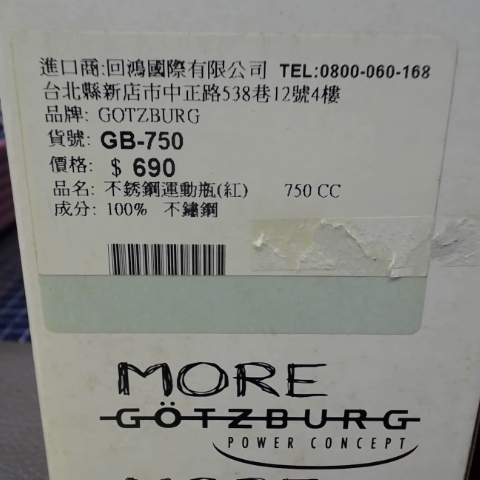 進口商:回鴻國際有限公司 TEL:0800-060-168
台北縣新店市中正路538巷12號4樓
品牌: GOTZBURG
貨號: GB-750
價格: $ 690
品名: 不銹鋼運動瓶(紅) 750 CC
成分: 100% 不鏽鋼
MORE
GÖTZBURG
POWER CONCEPT
MORE